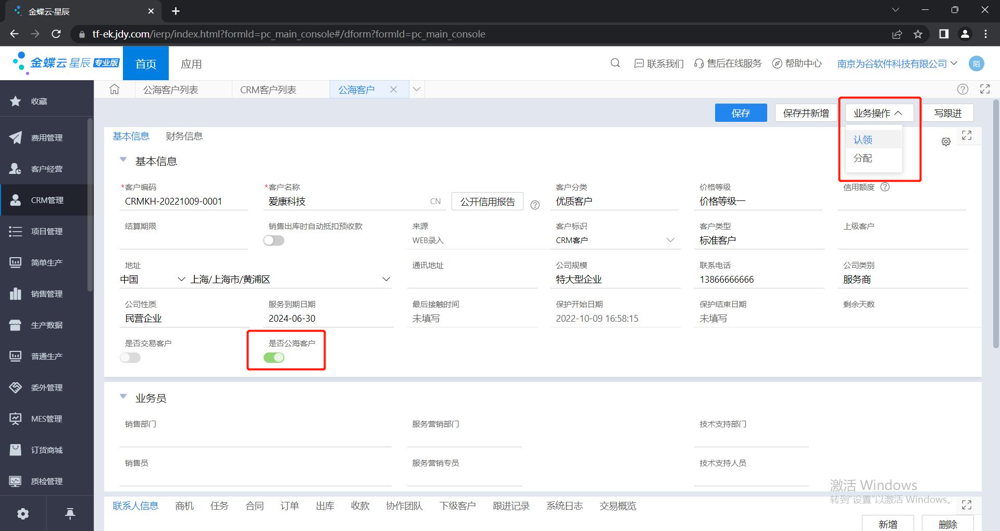 金蝶云·星辰
tf-ek.jdy.com/ierp/index.html?formId=pc_main_console#/dform?formId=pc_main_console
金蝶云 星辰 专业版 首页 应用 联系我们 售后在线服务 帮助中心 南京为谷软件科技有限公司 陌
公海客户列表 CRM客户列表 公海客户
收藏
费用管理
客户经营
CRM管理
项目管理
简单生产
销售管理
生产数据
普通生产
委外管理
MES管理
订货商城
质检管理
保存 保存并新增 业务操作 写跟进
认领
分配
基本信息 财务信息
基本信息
*客户编码 *客户名称 客户分类 价格等级 信用额度
CRMKH-20221009-0001 爱康科技 CN 公开信用报告 优质客户 价格等级一
结算期限 销售出库时自动抵扣预收款 来源 客户标识 客户类型 上级客户
WEB录入 CRM客户 标准客户
地址 通讯地址 公司规模 联系电话 公司类别
中国 上海/上海市/黄浦区 特大型企业 13866666666 服务商
公司性质 服务到期日期 最后接触时间 保护开始日期 保护结束日期 剩余天数
民营企业 2024-06-30 未填写 2022-10-09 16:58:15 未填写
是否交易客户 是否公海客户
业务员
销售部门 服务营销部门 技术支持部门
销售员 服务营销专员 技术支持人员
激活 Windows
转到"设置"以激活 Windows。
联系人信息 商机 任务 合同 订单 出库 收款 协作团队 下级客户 跟进记录 系统日志 交易概览
新增 删除